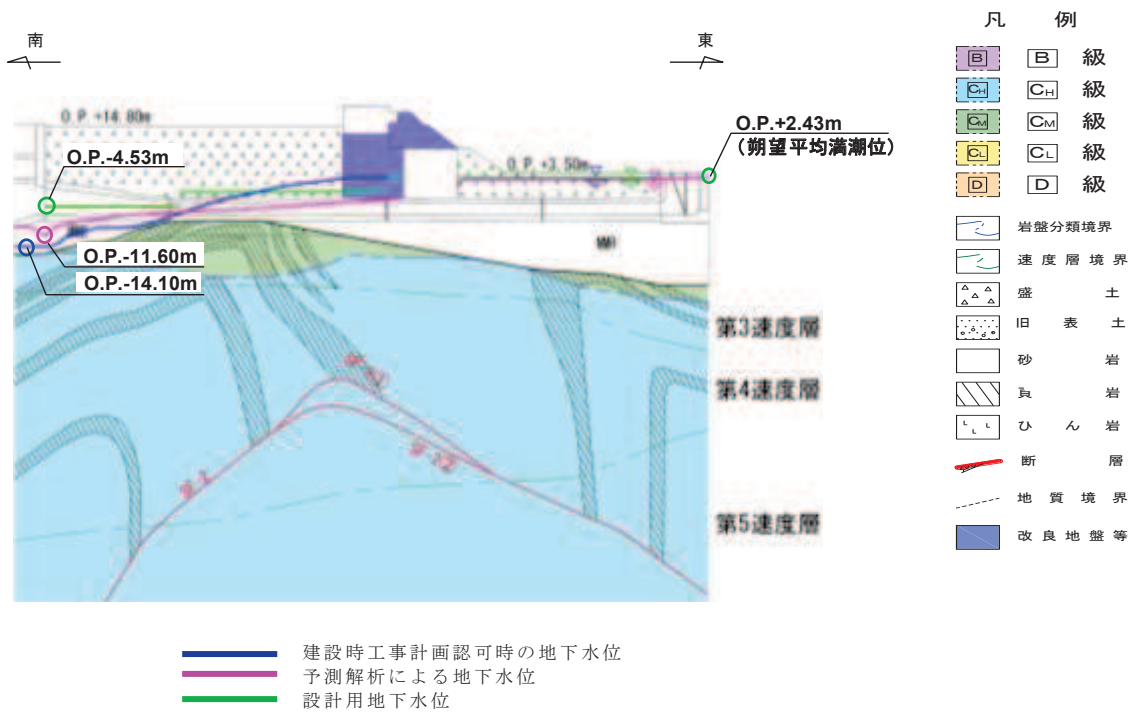 南
東
O.P.+14.80m
O.P.-4.53m
O.P.+3.50m
O.P.+2.43m
(朔望平均満潮位)
O.P.-11.60m
O.P.-14.10m
第3速度層
第4速度層
第5速度層
凡 例
B B 級
CH CH 級
CM CM 級
CL CL 級
D D 級
岩盤分類境界
速度層境界
盛 土
旧表土
砂 岩
頁 岩
ひん岩
断 層
地質境界
改良地盤等
建設時工事計画認可時の地下水位
予測解析による地下水位
設計用地下水位